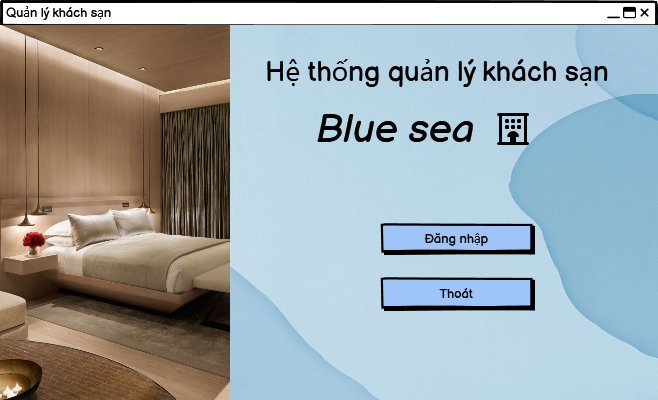 Quản lý khách sạn
Hệ thống quản lý khách sạn
Blue sea
Đăng nhập
Thoát